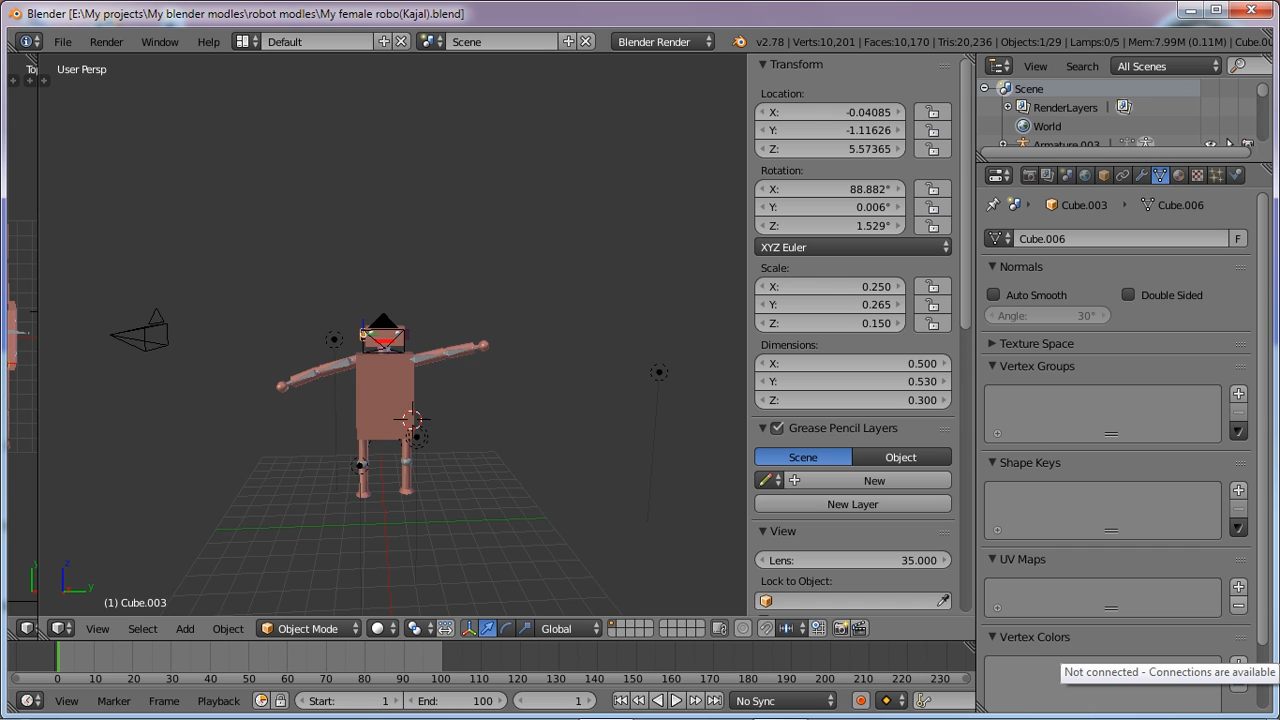 Blender [E:\My projects\My blender modles\robot modles\My female robo(Kajal).blend]
File Render Window Help Default Scene Blender Render v2.78 | Verts:10,201 | Faces:10,170 | Tris:20,236 | Objects:1/29 | Lamps:0/5 | Mem:7.99M (0.11M) |
User Persp
(1) Cube.003
View Select Add Object Object Mode Global
Transform
Location:
X: -0.04085
Y: -1.11626
Z: 5.57365
Rotation:
X: 88.882°
Y: 0.006°
Z: 1.529°
XYZ Euler
Scale:
X: 0.250
Y: 0.265
Z: 0.150
Dimensions:
X: 0.500
Y: 0.530
Z: 0.300
Grease Pencil Layers
Scene Object
New
New Layer
View
Lens: 35.000
Lock to Object:
View Search All Scenes
Scene
RenderLayers
World
Armature.003
Cube.003 Cube.006
Cube.006 F
Normals
Auto Smooth Double Sided
Angle: 30°
Texture Space
Vertex Groups
Shape Keys
UV Maps
Vertex Colors
Not connected - Connections are available
0 10 20 30 40 50 60 70 80 90 100 110 120 130 140 150 160 170 180 190 200 210 220 230
View Marker Frame Playback Start: 1 End: 100 1 No Sync